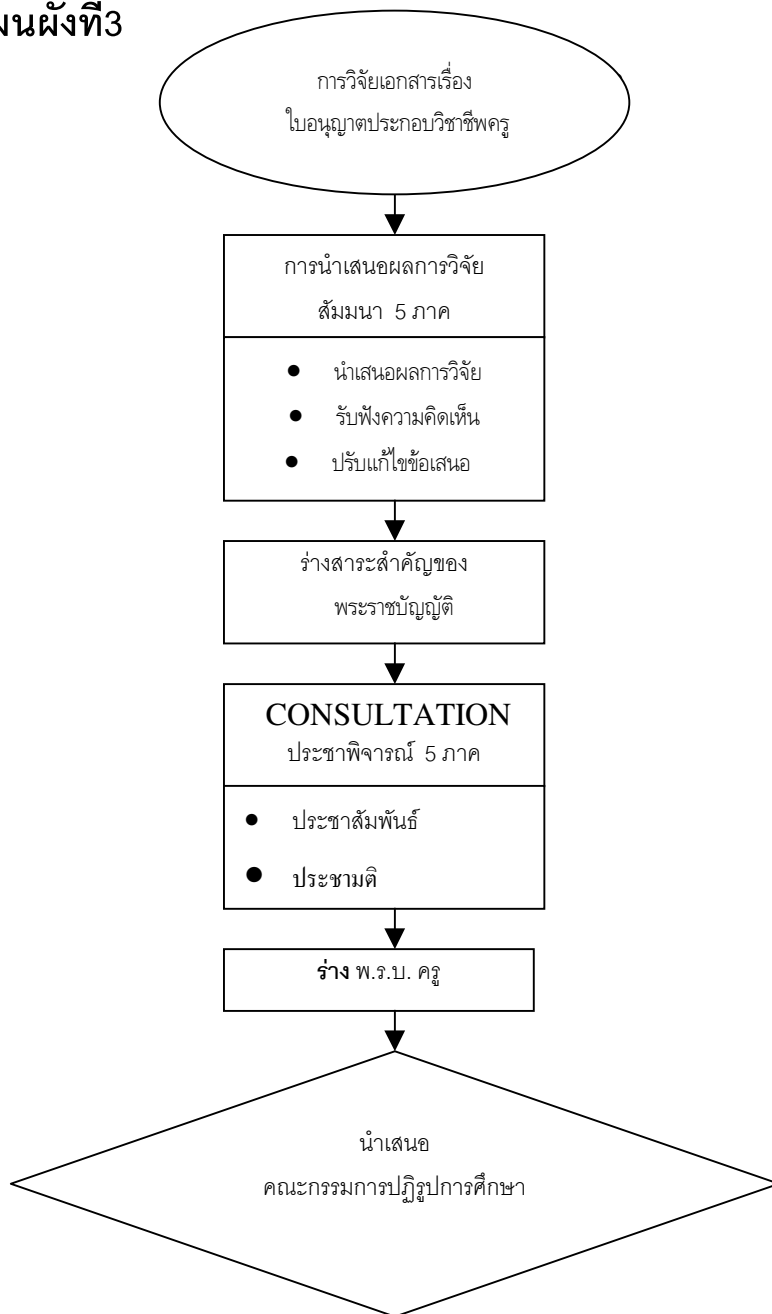 นผังที่3
การวิจัยเอกสารเรื่อง
ใบอนุญาตประกอบวิชาชีพครู
การนำเสนอผลการวิจัย
สัมมนา 5 ภาค
● นำเสนอผลการวิจัย
● รับฟังความคิดเห็น
● ปรับแก้ไขข้อเสนอ
ร่างสาระสำคัญของ
พระราชบัญญัติ
CONSULTATION
ประชาพิจารณ์ 5 ภาค
● ประชาสัมพันธ์
● ประชามติ
ร่าง พ.ร.บ. ครู
นำเสนอ
คณะกรรมการปฏิรูปการศึกษา